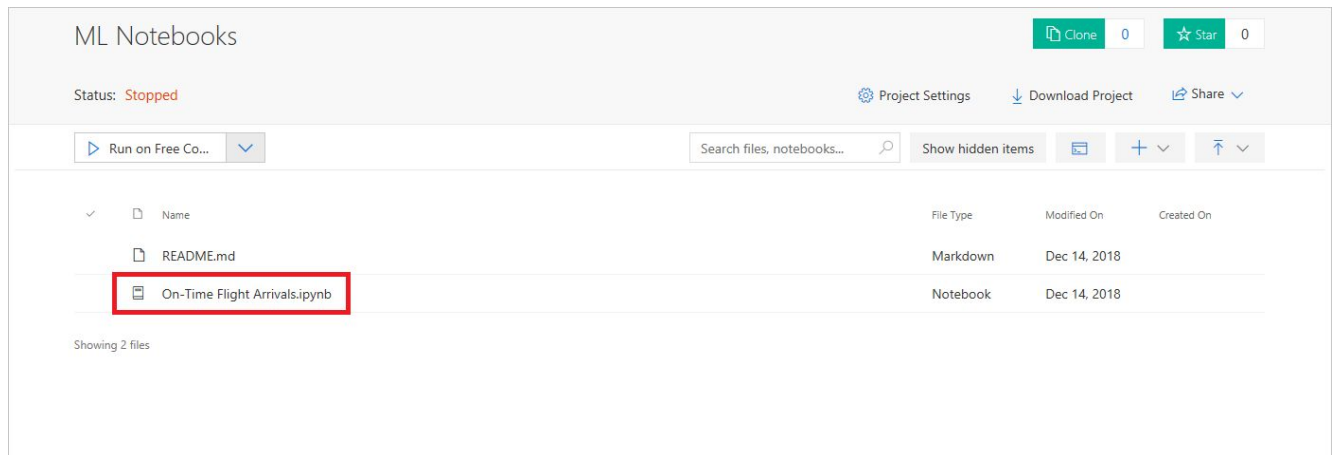 ML Notebooks
Clone 0
Star 0
Status: Stopped
Project Settings
Download Project
Share
Run on Free Co...
Search files, notebooks...
Show hidden items
Name File Type Modified On Created On
README.md Markdown Dec 14, 2018
On-Time Flight Arrivals.ipynb Notebook Dec 14, 2018
Showing 2 files